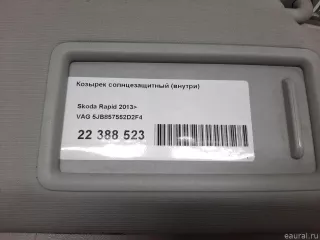 Козырек солнцезащитный (внутри)
Skoda Rapid 2013>
VAG 5JB857552D2F4
22 388 523
eaural.ru